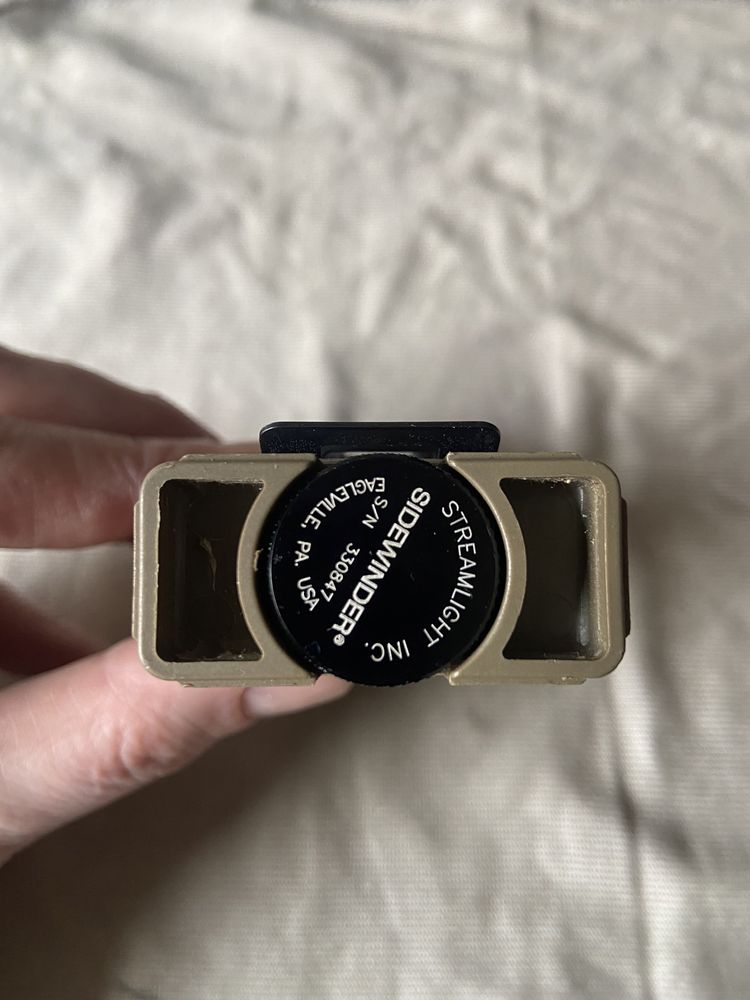 STREAMLIGHT INC.
SIDEWINDER®
S/N 330847
EAGLEVILLE, PA. USA